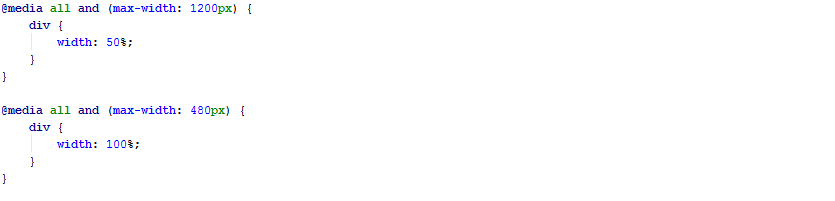 @media all and (max-width: 1200px) {
    div {
        width: 50%;
    }
}

@media all and (max-width: 480px) {
    div {
        width: 100%;
    }
}